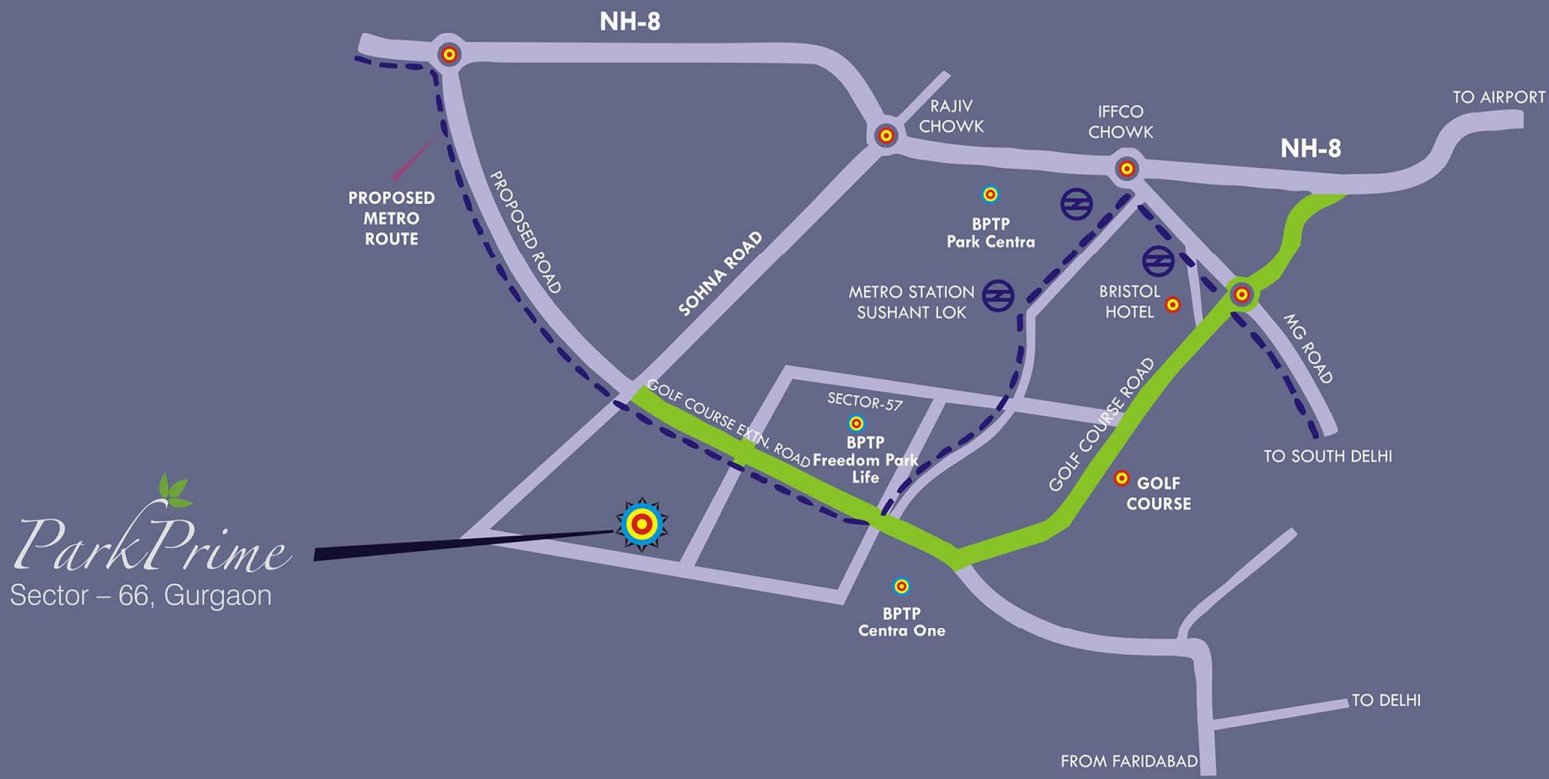 NH-8
TO AIRPORT
RAJIV
CHOWK
IFFCO
CHOWK
NH-8
PROPOSED
METRO
ROUTE
PROPOSED ROAD
SOHNA ROAD
BPTP
Park Centra
METRO STATION
SUSHANT LOK
BRISTOL
HOTEL
MG ROAD
GOLF COURSE EXTN. ROAD
SECTOR-57
BPTP
Freedom Park
Life
GOLF COURSE ROAD
TO SOUTH DELHI
GOLF
COURSE
ParkPrime
Sector – 66, Gurgaon
BPTP
Centra One
TO DELHI
FROM FARIDABAD